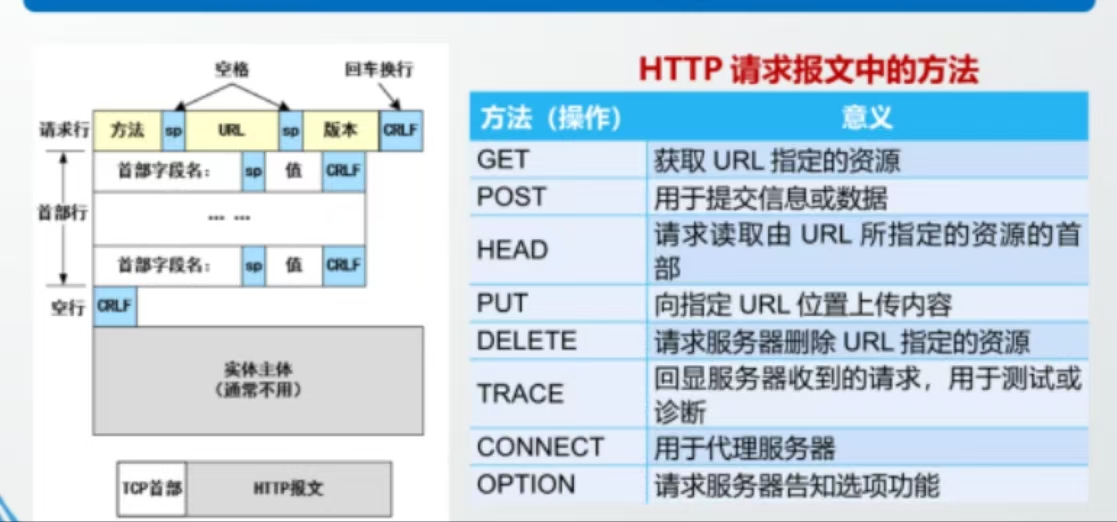 空格
回车换行
请求行
方法 sp URL sp 版本 CRLF
首部字段名： sp 值 CRLF
首部行
... ...
首部字段名： sp 值 CRLF
空行
CRLF
实体主体
（通常不用）
TCP首部 HTTP报文
HTTP 请求报文中的方法
方法（操作） 意义
GET 获取 URL 指定的资源
POST 用于提交信息或数据
HEAD 请求读取由 URL 所指定的资源的首
部
PUT 向指定 URL 位置上传内容
DELETE 请求服务器删除 URL 指定的资源
TRACE 回显服务器收到的请求，用于测试或
诊断
CONNECT 用于代理服务器
OPTION 请求服务器告知选项功能